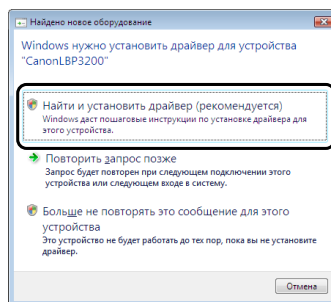 Найдено новое оборудование
Windows нужно установить драйвер для устройства
"CanonLBP3200"
Найти и установить драйвер (рекомендуется)
Windows даст пошаговые инструкции по установке драйвера для
этого устройства.
Повторить запрос позже
Запрос будет повторен при следующем подключении этого
устройства или следующем входе в систему.
Больше не повторять это сообщение для этого
устройства
Это устройство не будет работать до тех пор, пока вы не установите
драйвер.
Отмена